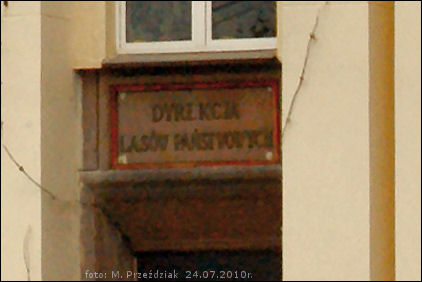 DYREKCJA
LASÓW PAŃSTWOWYCH
foto: M. Przeździak 24.07.2010r.